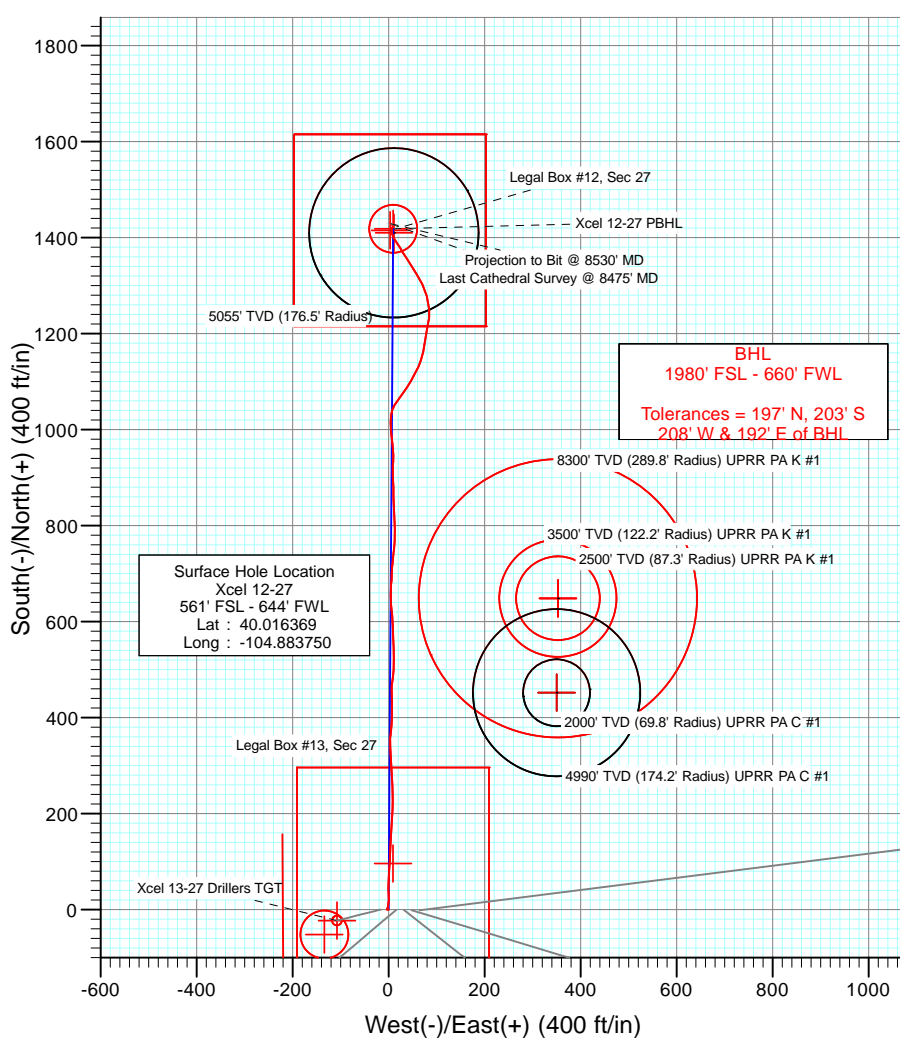 1800
1600
1400
1200
1000
800
600
400
200
0
South(-)/North(+) (400 ft/in)
-600
-400
-200
0
200
400
600
800
1000
West(-)/East(+) (400 ft/in)
Legal Box #12, Sec 27
Xcel 12-27 PBHL
Projection to Bit @ 8530' MD
Last Cathedral Survey @ 8475' MD
5055' TVD (176.5' Radius)
BHL
1980' FSL - 660' FWL
Tolerances = 197' N, 203' S
208' W & 192' E of BHL
8300' TVD (289.8' Radius) UPRR PA K #1
3500' TVD (122.2' Radius) UPRR PA K #1
2500' TVD (87.3' Radius) UPRR PA K #1
Surface Hole Location
Xcel 12-27
561' FSL - 644' FWL
Lat : 40.016369
Long : -104.883750
2000' TVD (69.8' Radius) UPRR PA C #1
Legal Box #13, Sec 27
4990' TVD (174.2' Radius) UPRR PA C #1
Xcel 13-27 Drillers TGT